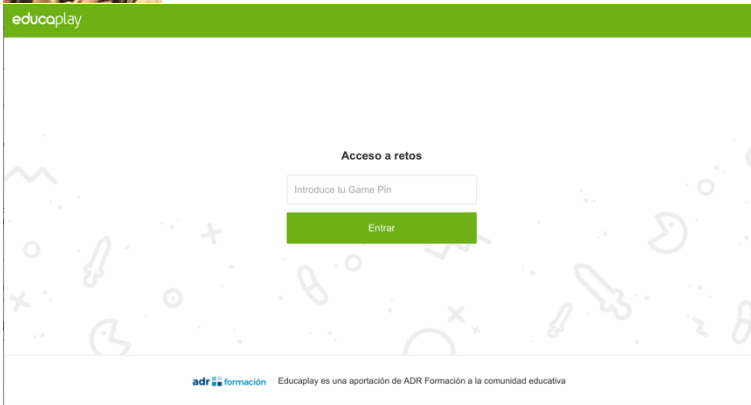 educaplay
Acceso a retos
Introduce tu Game Pin
Entrar
adr formación Educaplay es una aportación de ADR Formación a la comunidad educativa